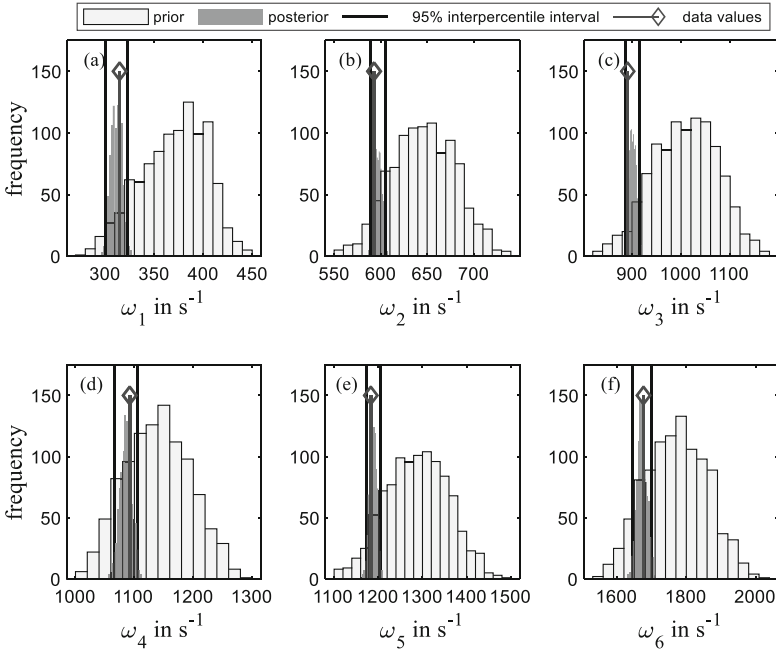 prior posterior 95% interpercentile interval data values
(a) (b) (c)
150 150 150
100 100 100
50 50 50
0 0 0
frequency
300 350 400 450 550 600 650 700 900 1000 1100
ω1 in s-1 ω2 in s-1 ω3 in s-1
(d) (e) (f)
150 150 150
100 100 100
50 50 50
0 0 0
frequency
1000 1100 1200 1300 1100 1200 1300 1400 1500 1600 1800 2000
ω4 in s-1 ω5 in s-1 ω6 in s-1